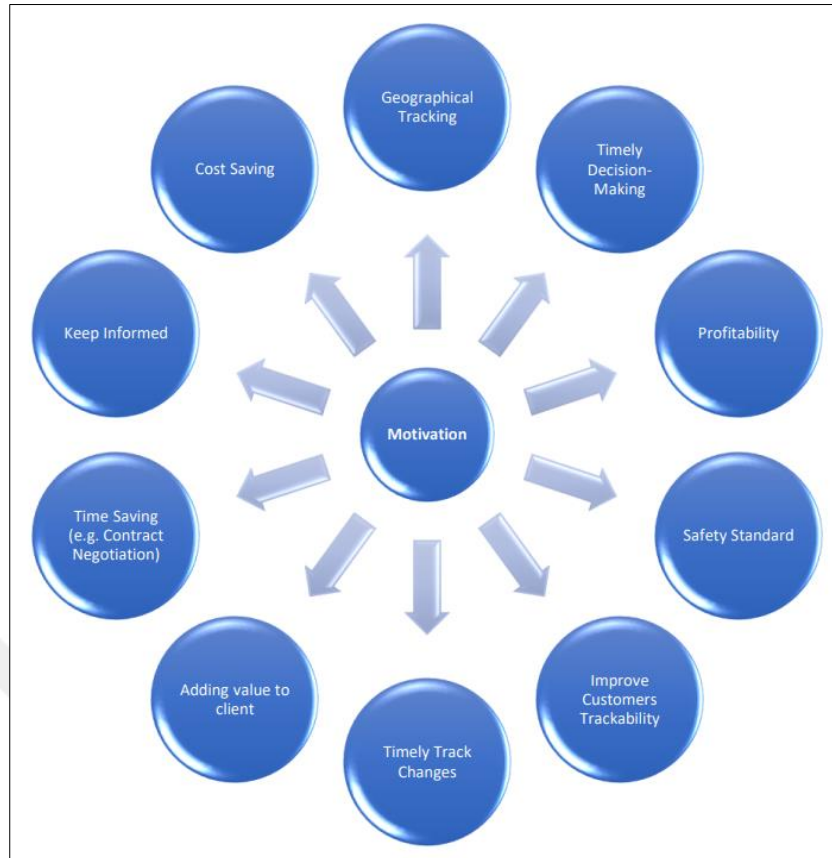 Geographical
Tracking
Timely
Decision-
Making
Profitability
Safety Standard
Improve
Customers
Trackability
Timely Track
Changes
Adding value to
client
Time Saving
(e.g. Contract
Negotiation)
Keep Informed
Cost Saving
Motivation